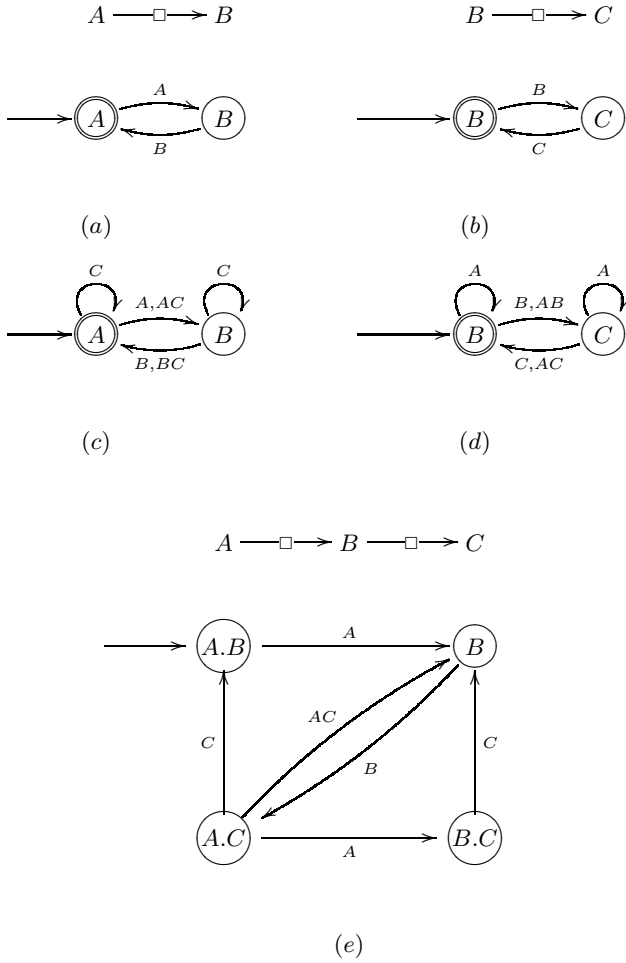 A □ B
B □ C
A
A B
B
B
B C
C
(a) (b)
C C
A,AC
A B
B,BC
A A
B,AB
B C
C,AC
(c) (d)
A □ B □ C
A
A.B B
AC
C B C
A.C B.C
A
(e)